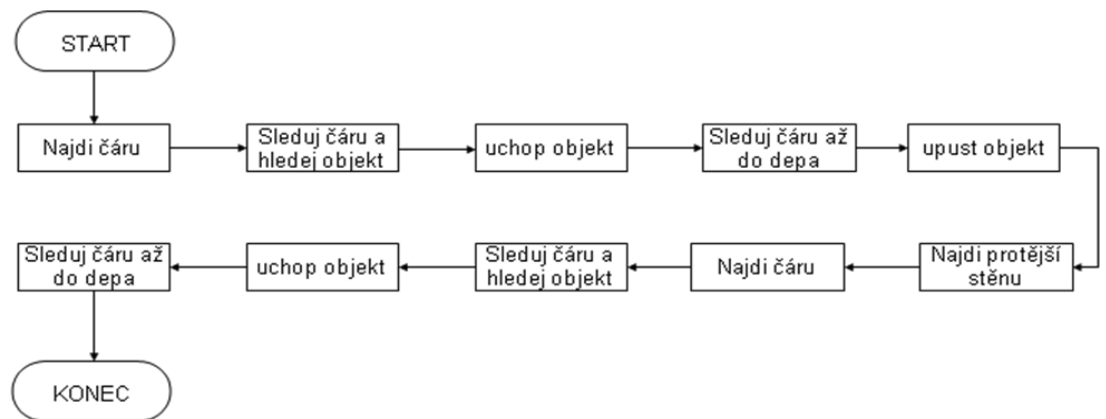 START
Najdi čáru
Sleduj čáru a
hledej objekt
uchop objekt
Sleduj čáru až
do depa
upust objekt
Najdi protější
stěnu
Najdi čáru
Sleduj čáru a
hledej objekt
uchop objekt
Sleduj čáru až
do depa
KONEC